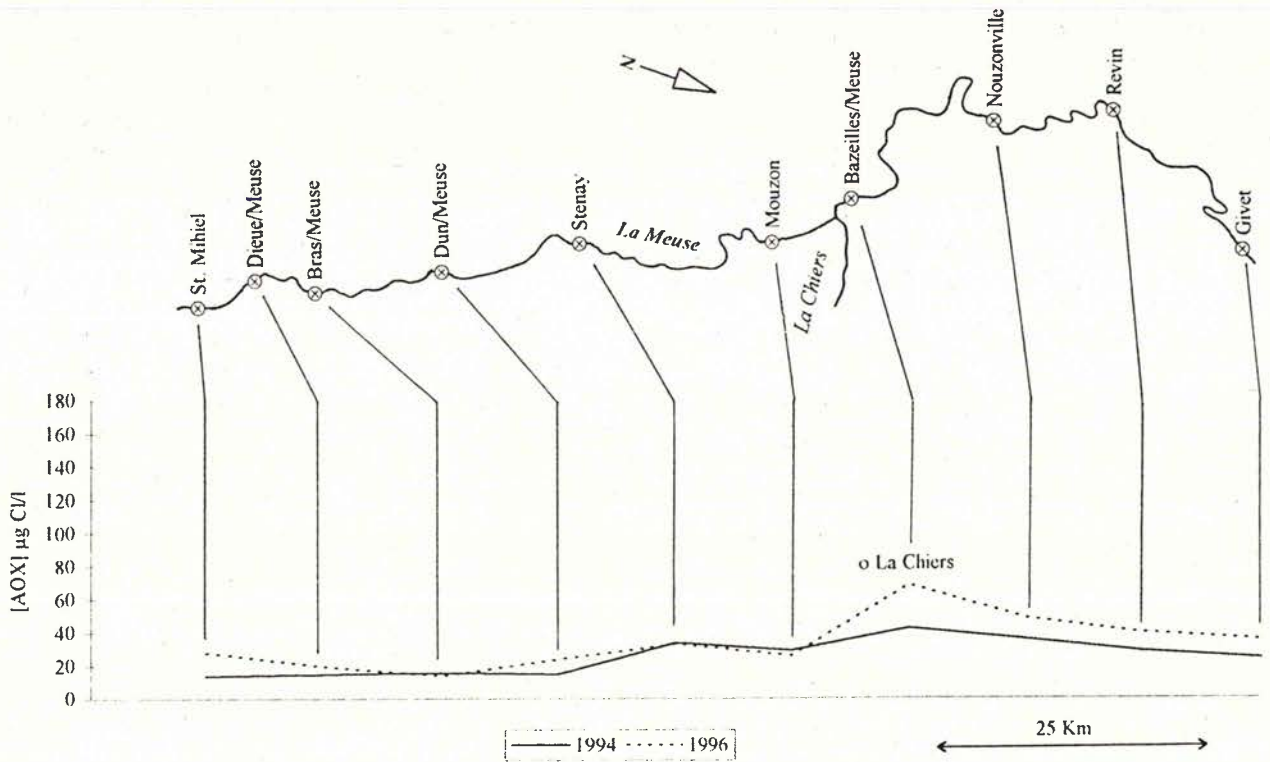 N
St. Mihiel
Dieue/Meuse
Bras/Meuse
Dun/Meuse
Stenay
La Meuse
Mouzon
La Chiers
Bazeilles/Meuse
Nouzonville
Revin
Givet
[AOX] µg Cl/l
180
160
140
120
100
80
60
40
20
0
o La Chiers
1994
1996
25 Km